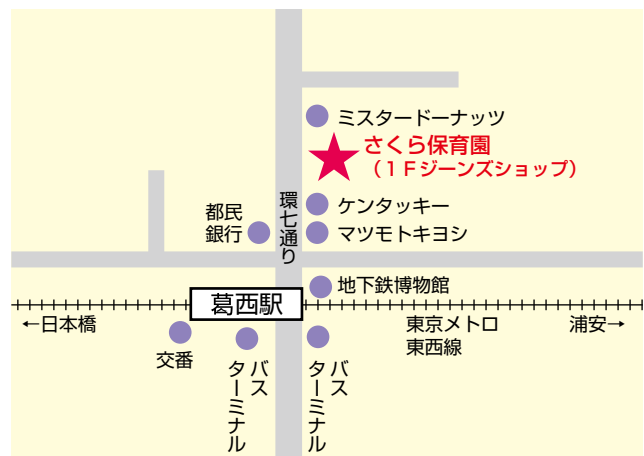 ミスタードーナッツ
さくら保育園
（１Ｆジーンズショップ）
環七通り
ケンタッキー
都民
銀行
マツモトキヨシ
地下鉄博物館
葛西駅
←日本橋
東京メトロ
東西線
浦安→
交番
バス
ターミナル
バス
ターミナル